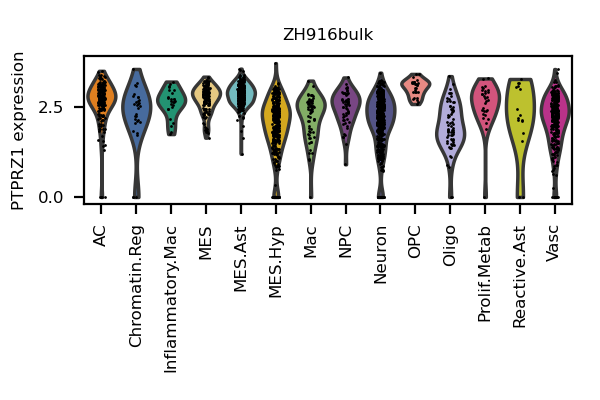 ZH916bulk
PTPRZ1 expression
2.5
0.0
AC
Chromatin.Reg
Inflammatory.Mac
MES
MES.Ast
MES.Hyp
Mac
NPC
Neuron
OPC
Oligo
Prolif.Metab
Reactive.Ast
Vasc